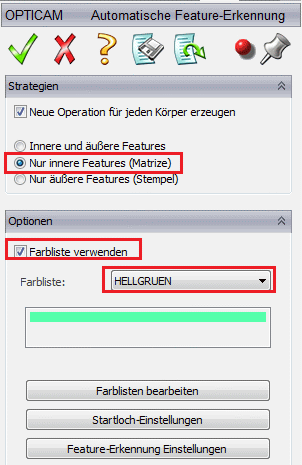 OPTICAM Automatische Feature-Erkennung
?
Strategien
Neue Operation für jeden Körper erzeugen
Innere und äußere Features
Nur innere Features (Matrize)
Nur äußere Features (Stempel)
Optionen
Farbliste verwenden
Farbliste: HELLGRUEN
Farblisten bearbeiten
Startloch-Einstellungen
Feature-Erkennung Einstellungen